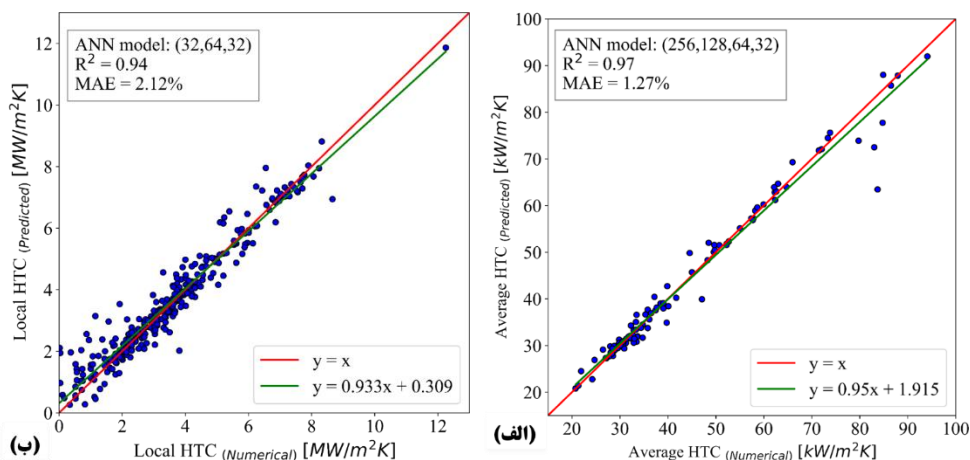 ANN model: (32,64,32)
R² = 0.94
MAE = 2.12%
Local HTC (Predicted) [MW/m²K]
12
10
8
6
4
2
0
y = x
y = 0.933x + 0.309
0 2 4 6 8 10 12
Local HTC (Numerical) [MW/m²K]
(ب)
ANN model: (256,128,64,32)
R² = 0.97
MAE = 1.27%
Average HTC (Predicted) [kW/m²K]
100
90
80
70
60
50
40
30
20
y = x
y = 0.95x + 1.915
20 30 40 50 60 70 80 90 100
Average HTC (Numerical) [kW/m²K]
(الف)